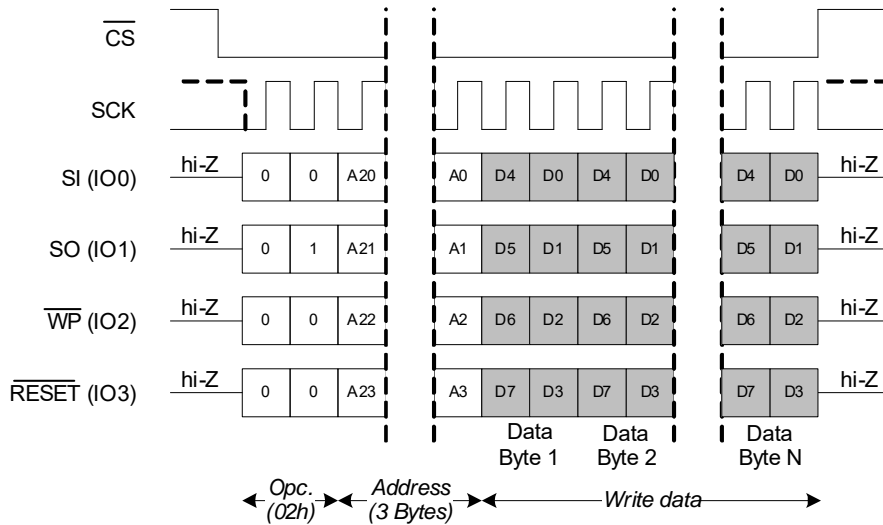 CS
SCK
SI (IO0) hi-Z 0 0 A20 A0 D4 D0 D4 D0 D4 D0 hi-Z
SO (IO1) hi-Z 0 1 A21 A1 D5 D1 D5 D1 D5 D1 hi-Z
WP (IO2) hi-Z 0 0 A22 A2 D6 D2 D6 D2 D6 D2 hi-Z
RESET (IO3) hi-Z 0 0 A23 A3 D7 D3 D7 D3 D7 D3 hi-Z
Data Data Data
Byte 1 Byte 2 Byte N
Opc. Address Write data
(02h) (3 Bytes)